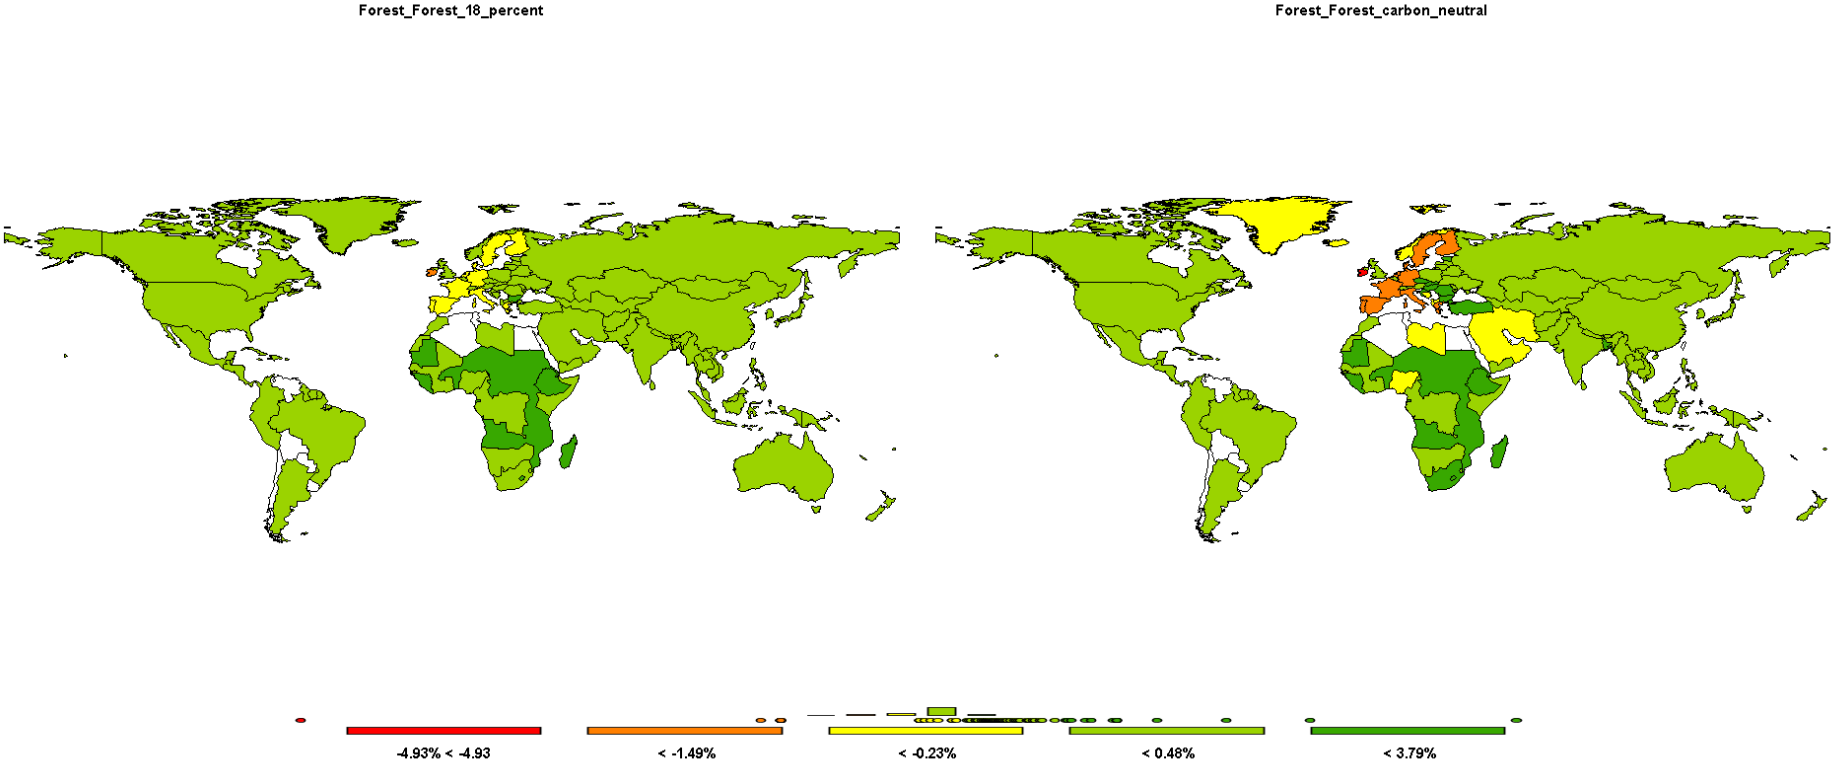 Forest_Forest_18_percent
Forest_Forest_carbon_neutral
-4.93% < -4.93
< -1.49%
< -0.23%
< 0.48%
< 3.79%